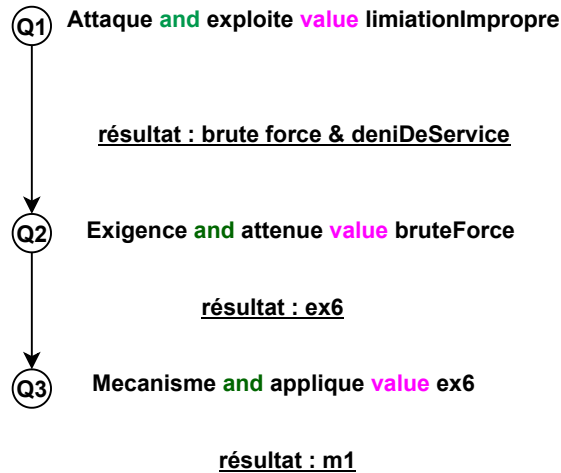 Q1 Attaque and exploite value limiationImpropre
résultat : brute force & deniDeService
Q2 Exigence and attenue value bruteForce
résultat : ex6
Q3 Mecanisme and applique value ex6
résultat : m1